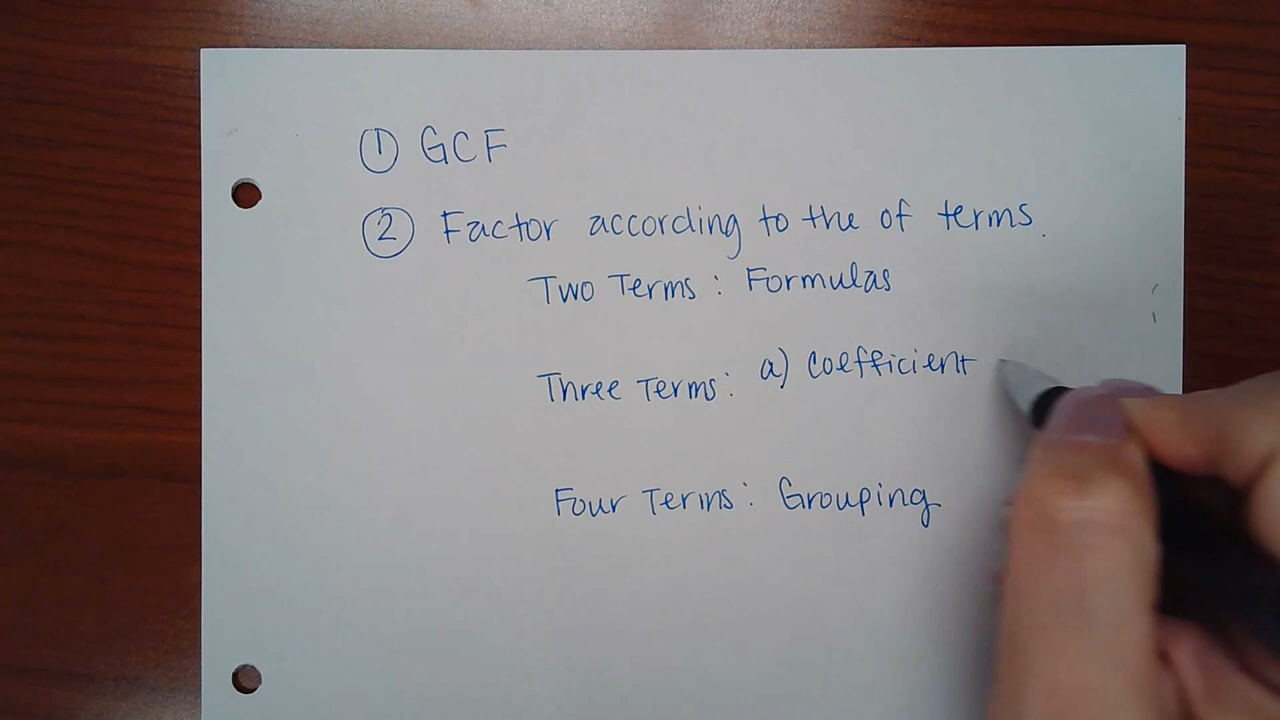 ① GCF
② Factor according to the of terms.
Two Terms: Formulas
Three Terms: a) coefficient
Four Terms: Grouping